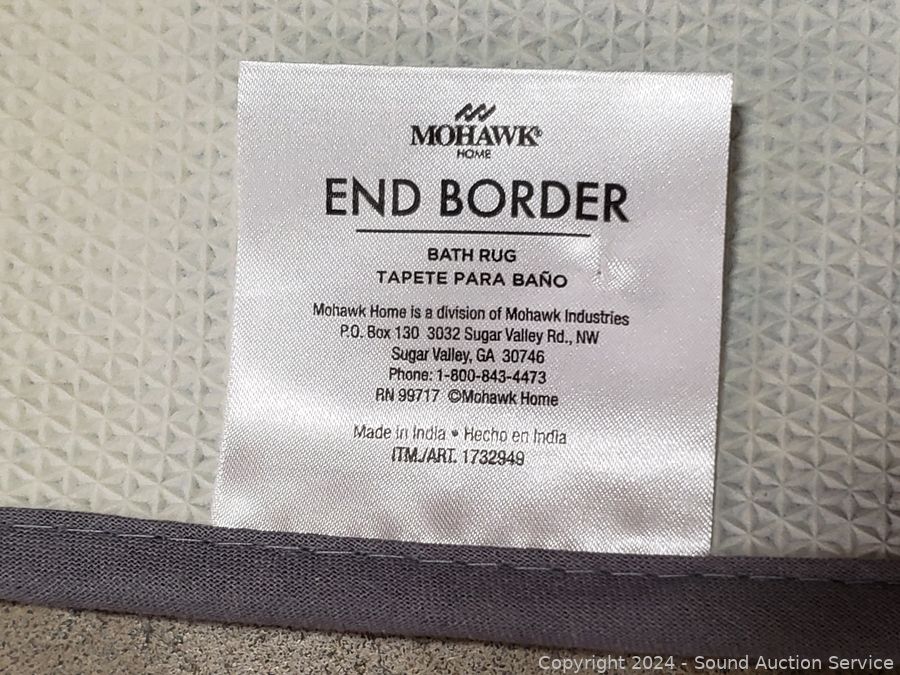 MOHAWK®
HOME
END BORDER
BATH RUG
TAPETE PARA BAÑO
Mohawk Home is a division of Mohawk Industries
P.O. Box 130 3032 Sugar Valley Rd., NW
Sugar Valley, GA 30746
Phone: 1-800-843-4473
RN 99717 ©Mohawk Home
Made in India • Hecho en India
ITM./ART. 1732949
Copyright © 2024 - Sound Auction Service